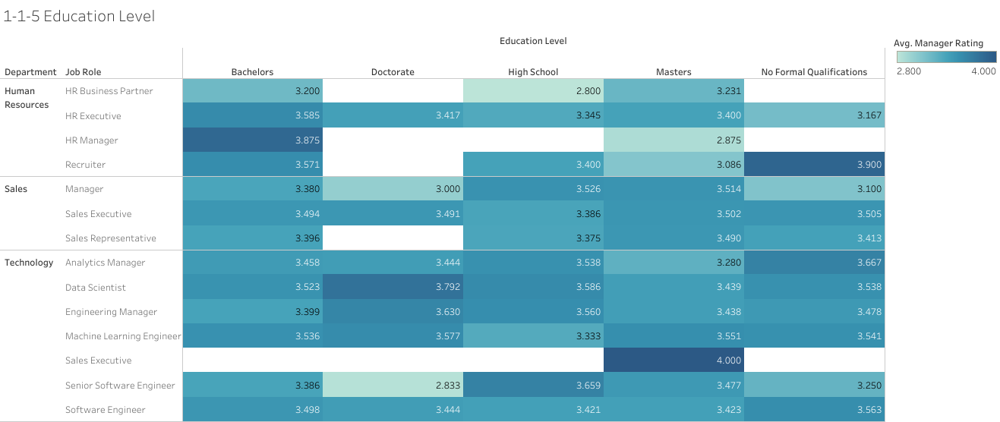 1-1-5 Education Level
Education Level
Avg. Manager Rating
2.800 4.000
Department Job Role Bachelors Doctorate High School Masters No Formal Qualifications
Human Resources HR Business Partner 3.200 2.800 3.231
HR Executive 3.585 3.417 3.345 3.400 3.167
HR Manager 3.875 2.875
Recruiter 3.571 3.400 3.086 3.900
Sales Manager 3.380 3.000 3.526 3.514 3.100
Sales Executive 3.494 3.491 3.386 3.502 3.505
Sales Representative 3.396 3.375 3.490 3.413
Technology Analytics Manager 3.458 3.444 3.538 3.280 3.667
Data Scientist 3.523 3.792 3.586 3.439 3.538
Engineering Manager 3.399 3.630 3.560 3.438 3.478
Machine Learning Engineer 3.536 3.577 3.333 3.551 3.541
Sales Executive 4.000
Senior Software Engineer 3.386 2.833 3.659 3.477 3.250
Software Engineer 3.498 3.444 3.421 3.423 3.563